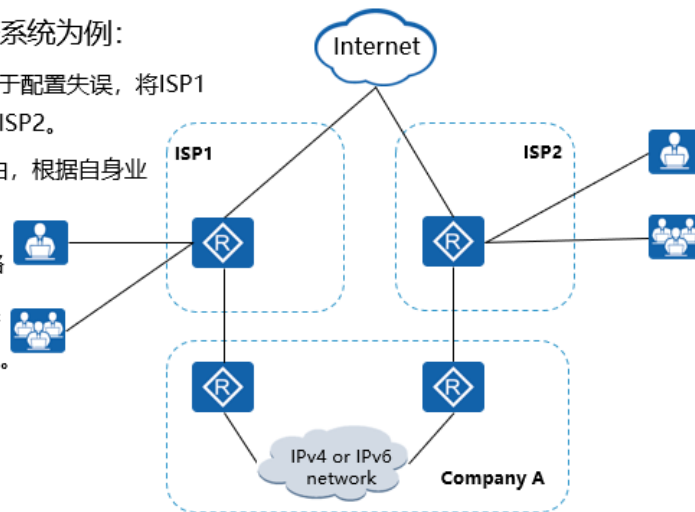 系统为例：
于配置失误，将ISP1
ISP2。
由，根据自身业
络
。
Internet
ISP1
ISP2
R
R
R
R
IPv4 or IPv6
network
Company A